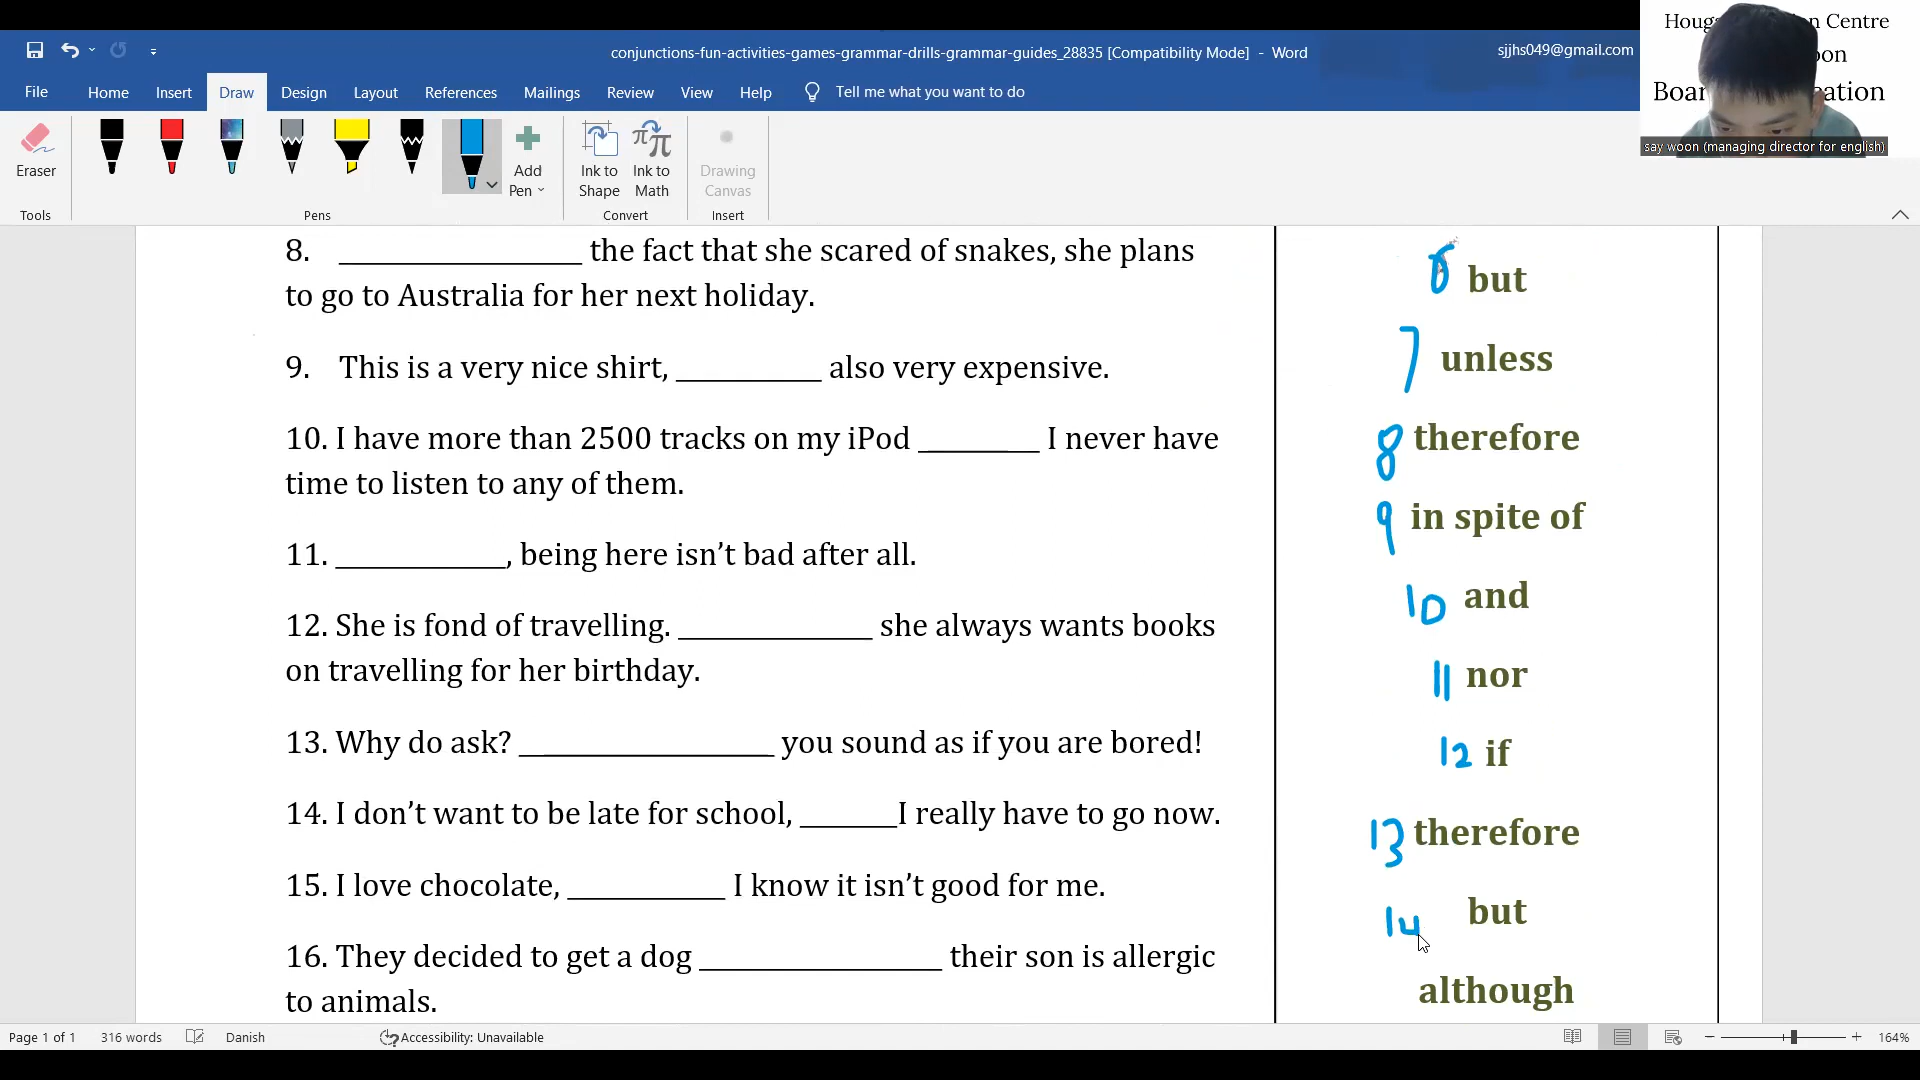 conjunctions-fun-activities-games-grammar-drills-grammar-guides_28835 [Compatibility Mode] - Word
sjjhs049@gmail.com
Centre
Boar
say woon (managing director for english)
File Home Insert Draw Design Layout References Mailings Review View Help Tell me what you want to do
Eraser
Add Pen
Ink to Shape
Ink to Math
Drawing Canvas
Tools Pens Convert Insert
8. ________________ the fact that she scared of snakes, she plans
to go to Australia for her next holiday.
9. This is a very nice shirt, _________ also very expensive.
10. I have more than 2500 tracks on my iPod ________ I never have
time to listen to any of them.
11. ___________, being here isn’t bad after all.
12. She is fond of travelling. ____________ she always wants books
on travelling for her birthday.
13. Why do ask? ________________ you sound as if you are bored!
14. I don’t want to be late for school, ______I really have to go now.
15. I love chocolate, __________ I know it isn’t good for me.
16. They decided to get a dog ________________ their son is allergic
to animals.
but
7 unless
8 therefore
9 in spite of
10 and
11 nor
12 if
13 therefore
14 but
although
Page 1 of 1 316 words Danish Accessibility: Unavailable 164%